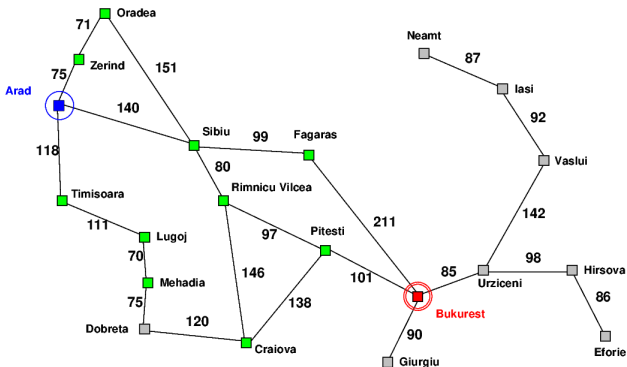 Oradea
71
Neamt
87
Zerind
75
151
Iasi
Arad
140
92
Sibiu
Fagaras
99
118
80
Vaslui
Timisoara
Rimnicu Vilcea
111
Lugoj
97
Pitesti
211
142
70
146
101
85
98
Hirsova
Mehadia
Urziceni
75
138
86
Dobreta
120
90
Bukurest
Craiova
Eforie
Giurgiu